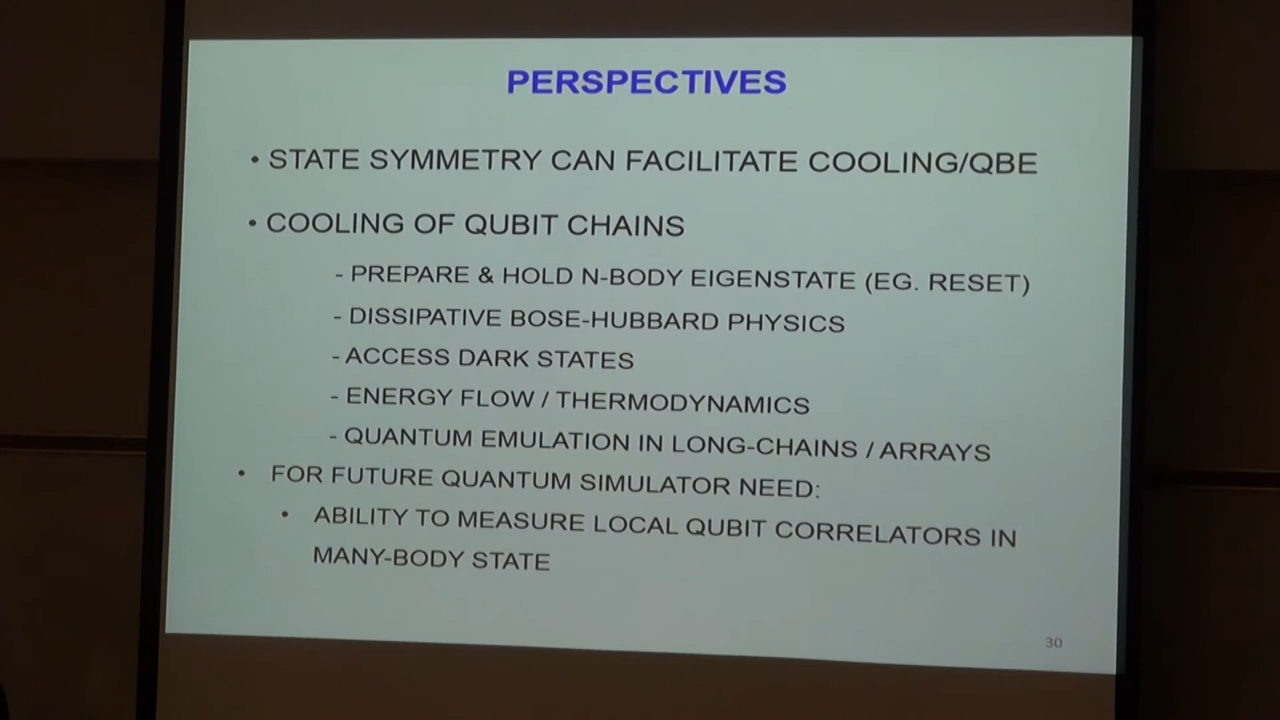 PERSPECTIVES
• STATE SYMMETRY CAN FACILITATE COOLING/QBE
• COOLING OF QUBIT CHAINS
- PREPARE & HOLD N-BODY EIGENSTATE (EG. RESET)
- DISSIPATIVE BOSE-HUBBARD PHYSICS
- ACCESS DARK STATES
- ENERGY FLOW / THERMODYNAMICS
- QUANTUM EMULATION IN LONG-CHAINS / ARRAYS
• FOR FUTURE QUANTUM SIMULATOR NEED:
• ABILITY TO MEASURE LOCAL QUBIT CORRELATORS IN
MANY-BODY STATE
30